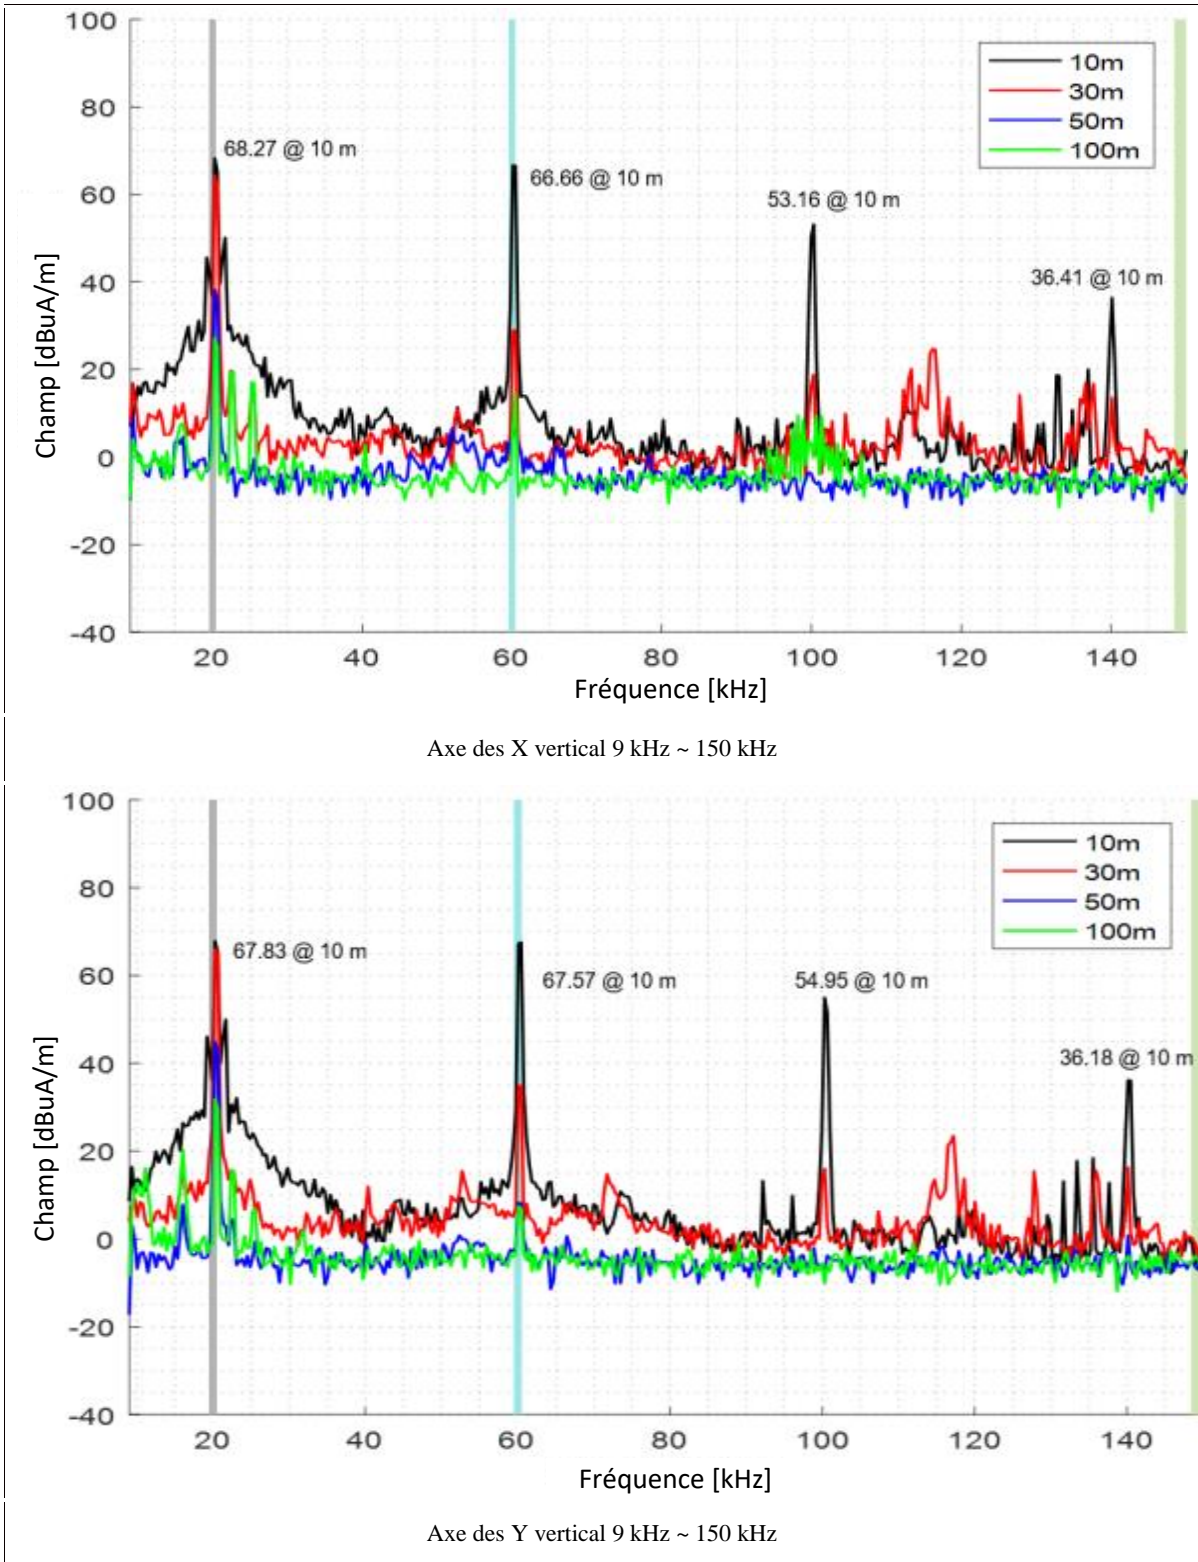 100
80
60
40
20
0
-20
-40
Champ [dBuA/m]
10m
30m
50m
100m
68.27 @ 10 m
66.66 @ 10 m
53.16 @ 10 m
36.41 @ 10 m
20 40 60 80 100 120 140
Fréquence [kHz]
Axe des X vertical 9 kHz ~ 150 kHz
100
80
60
40
20
0
-20
-40
Champ [dBuA/m]
10m
30m
50m
100m
67.83 @ 10 m
67.57 @ 10 m
54.95 @ 10 m
36.18 @ 10 m
20 40 60 80 100 120 140
Fréquence [kHz]
Axe des Y vertical 9 kHz ~ 150 kHz